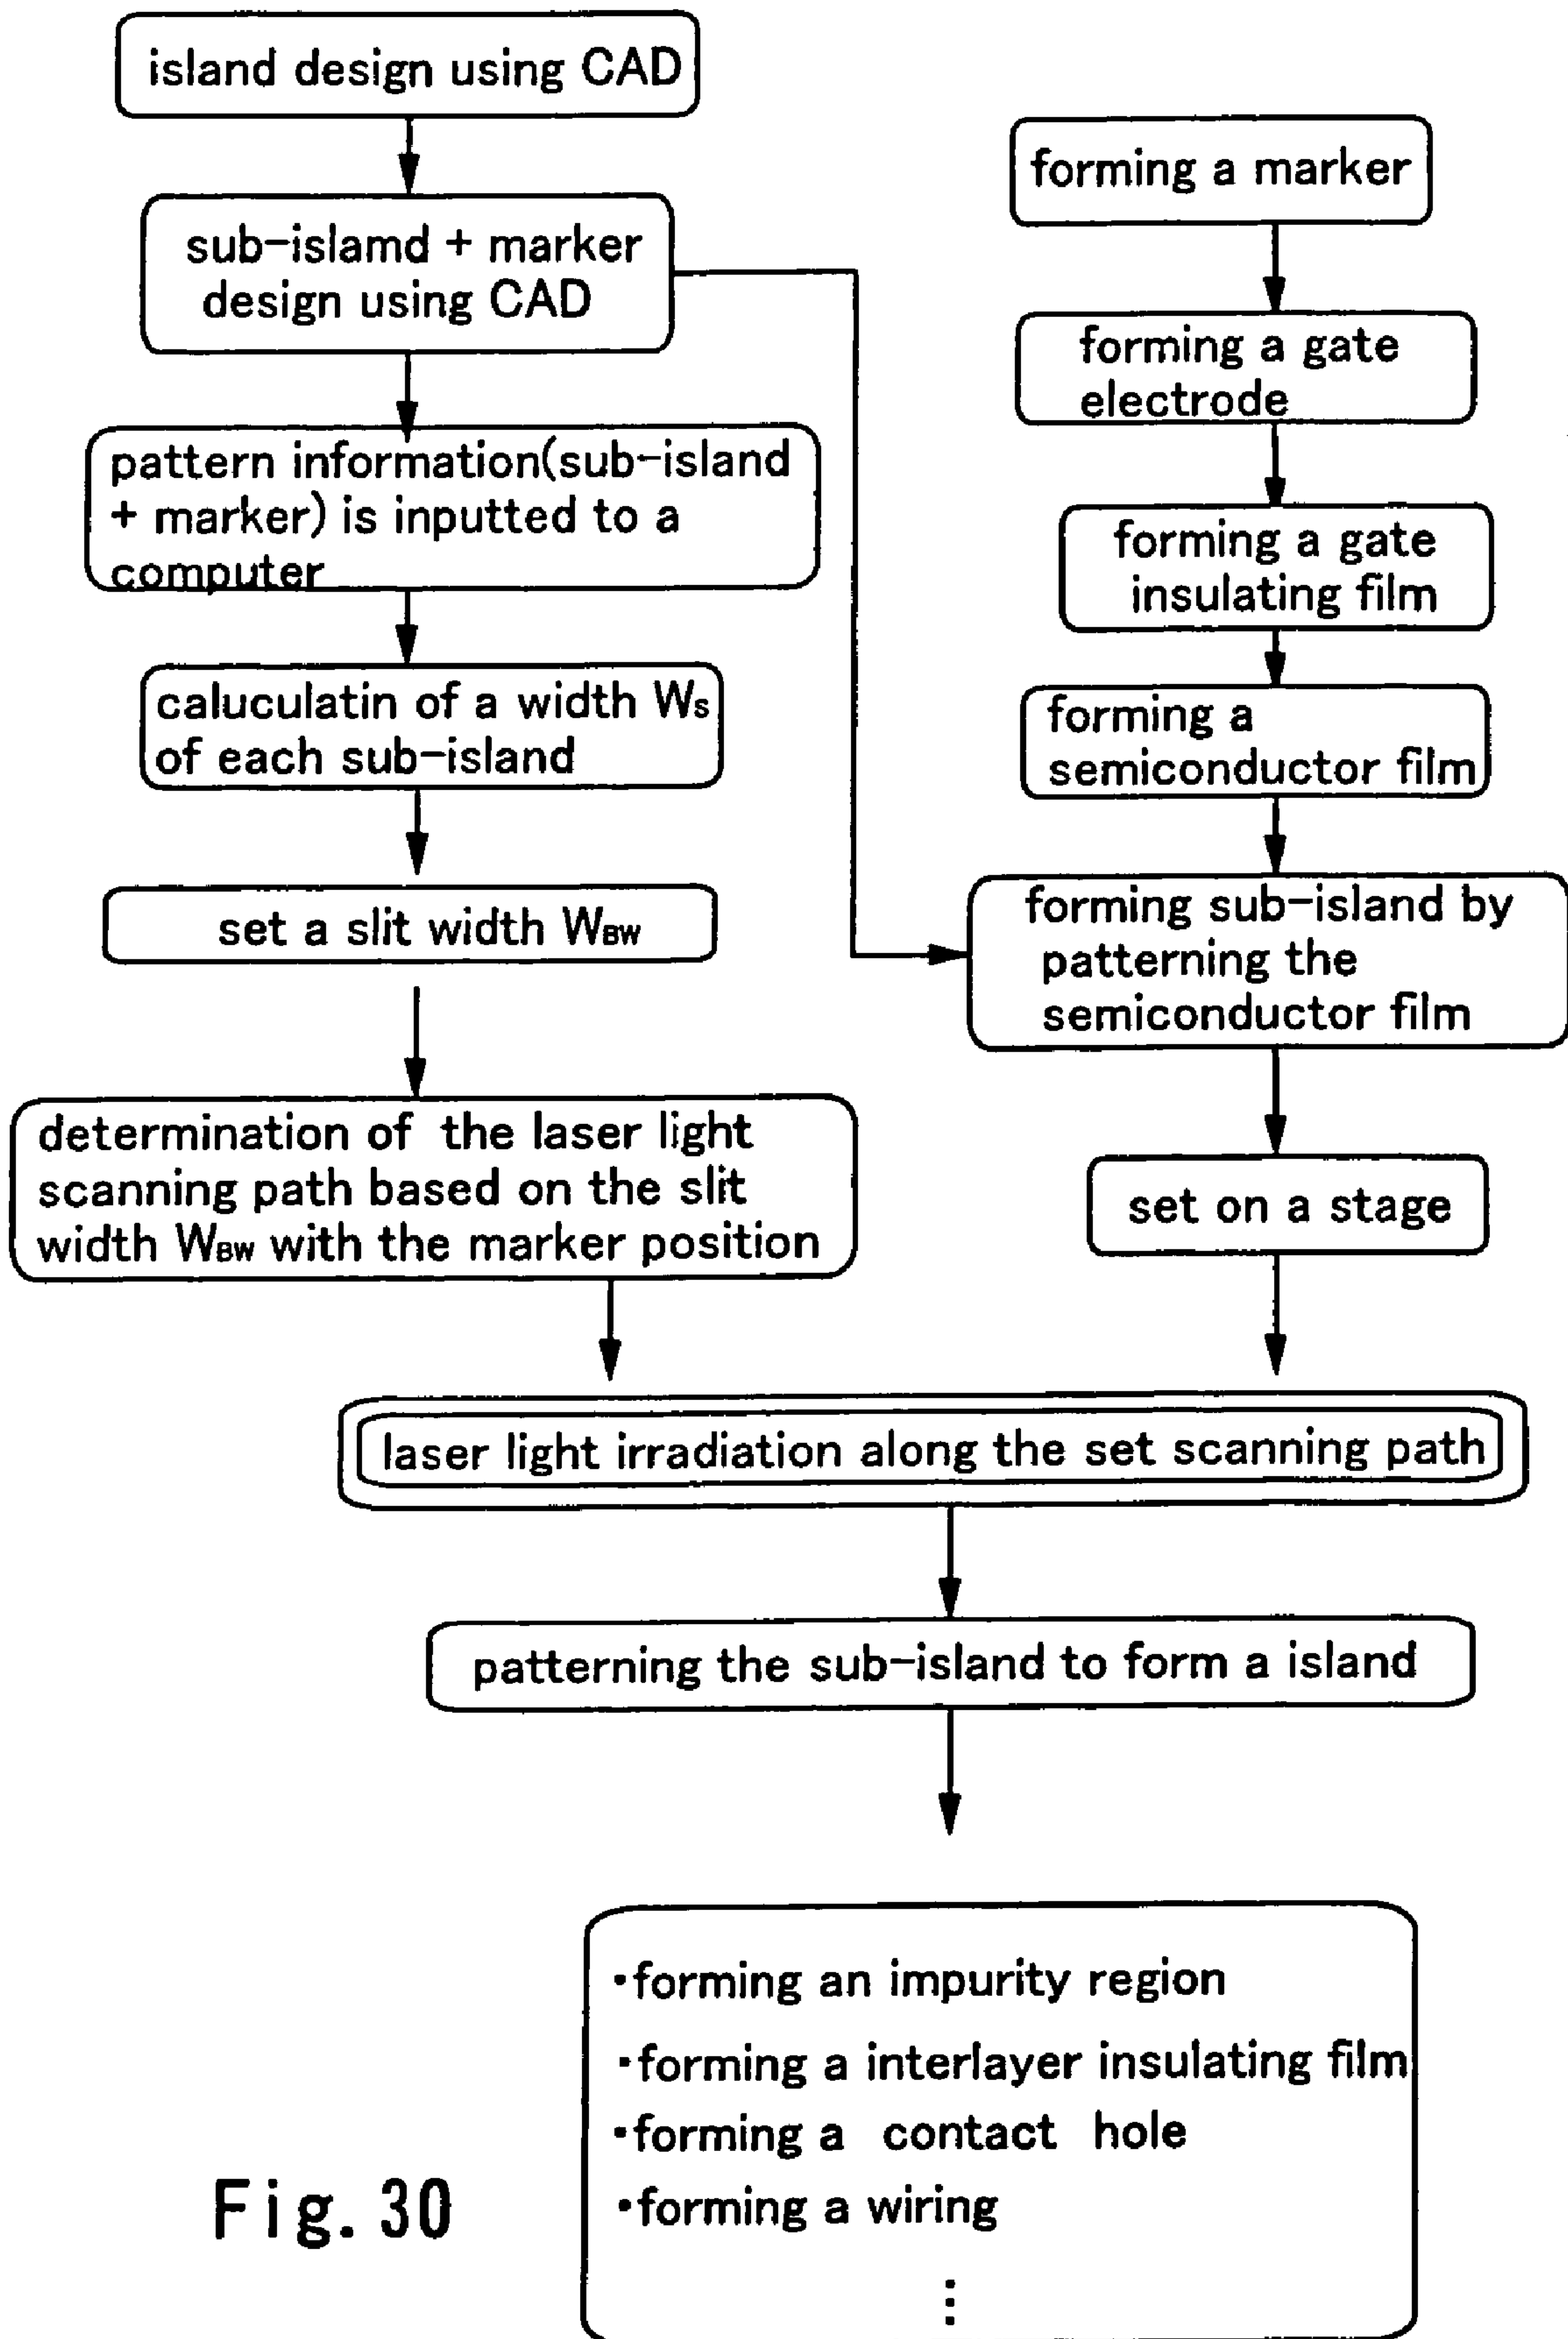 island design using CAD
sub-islamd + marker
design using CAD
pattern information(sub-island
+ marker) is inputted to a
computer
caluculatin of a width Ws
of each sub-island
set a slit width WBW
determination of the laser light
scanning path based on the slit
width WBW with the marker position
forming a marker
forming a gate
electrode
forming a gate
insulating film
forming a
semiconductor film
forming sub-island by
patterning the
semiconductor film
set on a stage
laser light irradiation along the set scanning path
patterning the sub-island to form a island
・forming an impurity region
・forming a interlayer insulating film
・forming a contact hole
・forming a wiring
⋮
Fig. 30